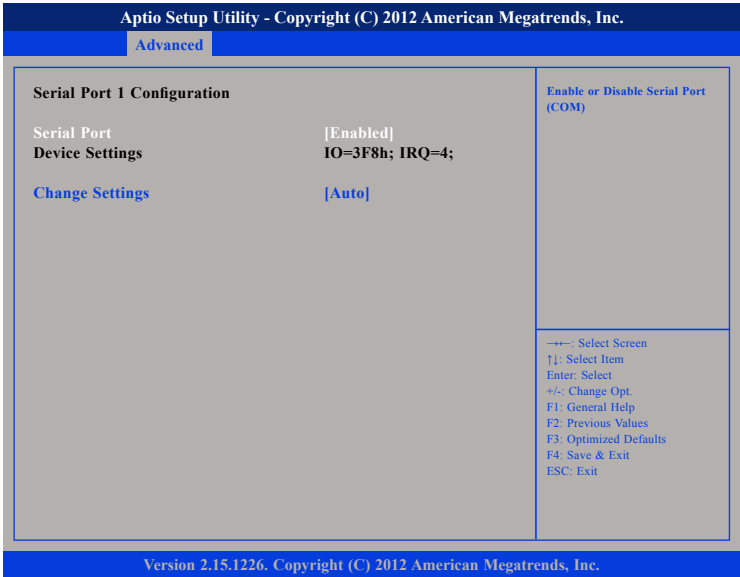 Aptio Setup Utility - Copyright (C) 2012 American Megatrends, Inc.
Advanced
Serial Port 1 Configuration
Serial Port [Enabled]
Device Settings IO=3F8h; IRQ=4;
Change Settings [Auto]
Enable or Disable Serial Port
(COM)
→←: Select Screen
↑↓: Select Item
Enter: Select
+/-: Change Opt.
F1: General Help
F2: Previous Values
F3: Optimized Defaults
F4: Save & Exit
ESC: Exit
Version 2.15.1226. Copyright (C) 2012 American Megatrends, Inc.